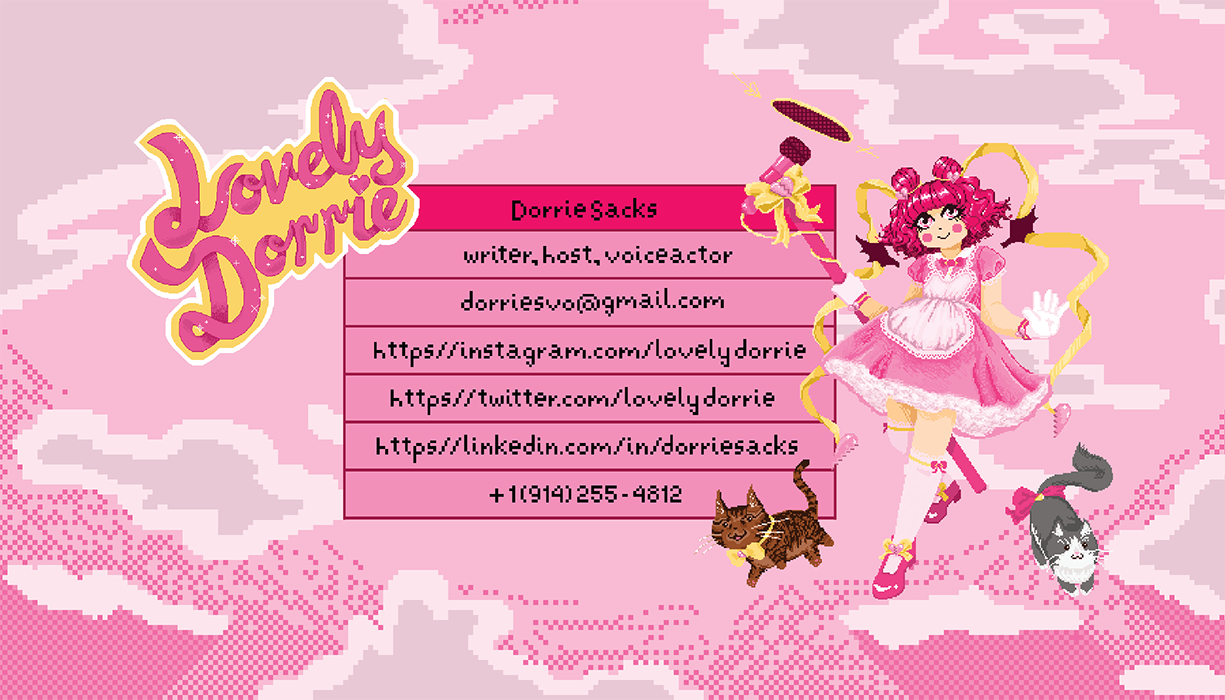 Lovely
Dorrie
Dorrie Sacks
writer, host, voice actor
dorriesvo@gmail.com
https//instagram.com/lovelydorrie
https//twitter.com/lovelydorrie
https//linkedin.com/in/dorriesacks
+1(914)255-4812